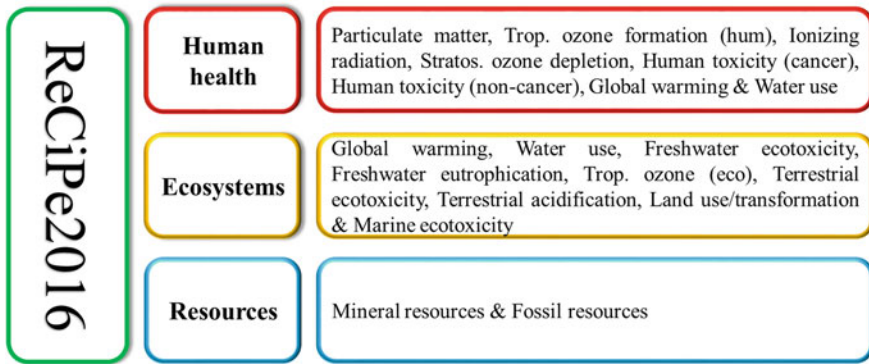 ReCiPe2016
Human
health
Particulate matter, Trop. ozone formation (hum), Ionizing
radiation, Stratos. ozone depletion, Human toxicity (cancer),
Human toxicity (non-cancer), Global warming & Water use
Ecosystems
Global warming, Water use, Freshwater ecotoxicity,
Freshwater eutrophication, Trop. ozone (eco), Terrestrial
ecotoxicity, Terrestrial acidification, Land use/transformation
& Marine ecotoxicity
Resources
Mineral resources & Fossil resources